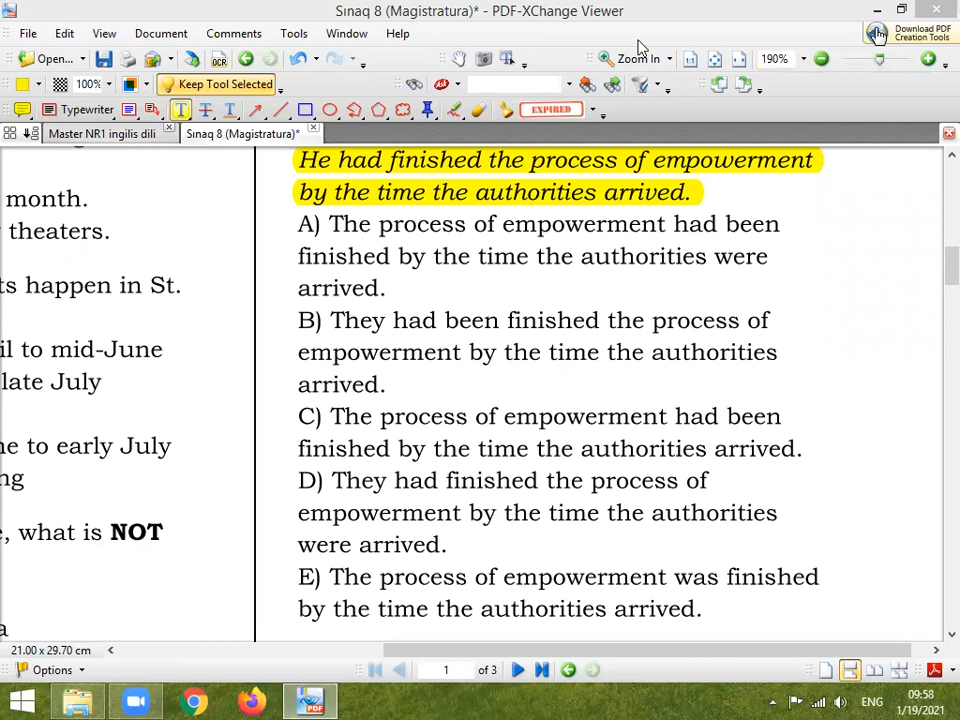 Sınaq 8 (Magistratura)* - PDF-XChange Viewer
File Edit View Document Comments Tools Window Help
Download PDF
Creation Tools
Open... OCR Zoom In 190%
100% Keep Tool Selected
Typewriter EXPIRED
Master NR1 ingilis dili Sınaq 8 (Magistratura)*
month.
theaters.
ts happen in St.
il to mid-June
late July
ne to early July
ng
e, what is NOT
a
He had finished the process of empowerment
by the time the authorities arrived.
A) The process of empowerment had been
finished by the time the authorities were
arrived.
B) They had been finished the process of
empowerment by the time the authorities
arrived.
C) The process of empowerment had been
finished by the time the authorities arrived.
D) They had finished the process of
empowerment by the time the authorities
were arrived.
E) The process of empowerment was finished
by the time the authorities arrived.
21.00 x 29.70 cm
Options 1 of 3
PDF ENG 09:58
1/19/2021